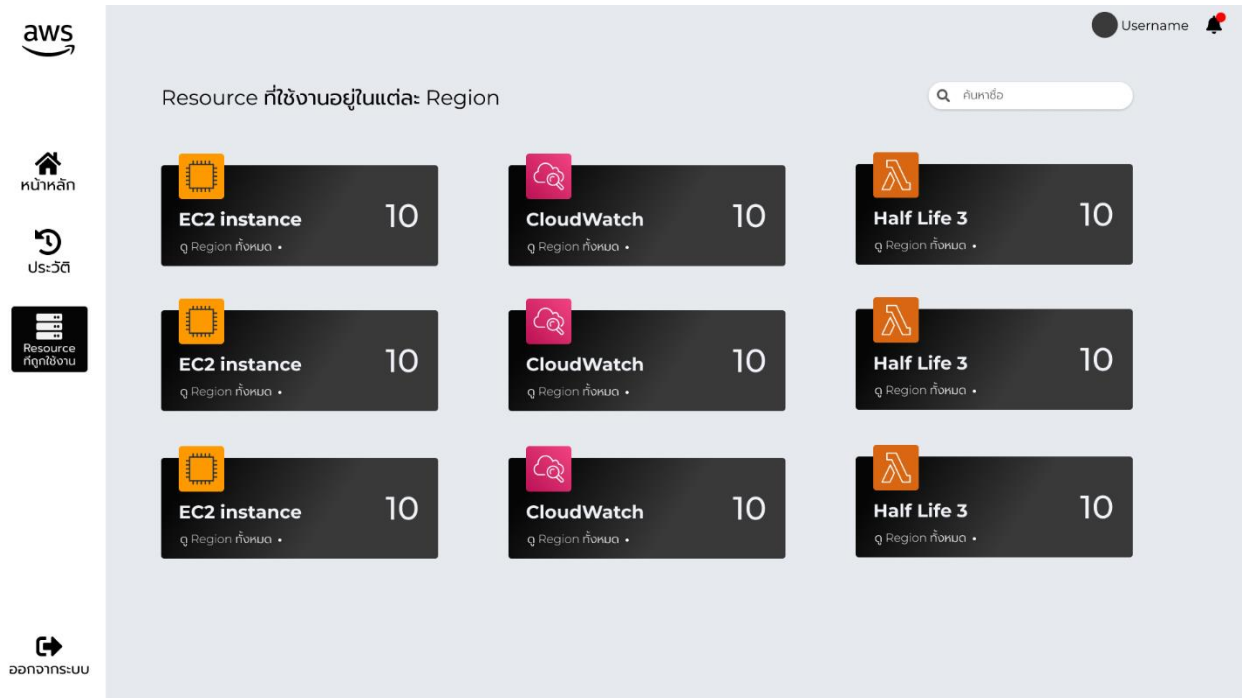 aws
Username
Resource ที่ใช้งานอยู่ในแต่ละ Region
ค้นหาชื่อ
หน้าหลัก
ประวัติ
Resource
ที่ถูกใช้งาน
ออกจากระบบ
EC2 instance
10
ดู Region ทั้งหมด •
CloudWatch
10
ดู Region ทั้งหมด •
Half Life 3
10
ดู Region ทั้งหมด •
EC2 instance
10
ดู Region ทั้งหมด •
CloudWatch
10
ดู Region ทั้งหมด •
Half Life 3
10
ดู Region ทั้งหมด •
EC2 instance
10
ดู Region ทั้งหมด •
CloudWatch
10
ดู Region ทั้งหมด •
Half Life 3
10
ดู Region ทั้งหมด •